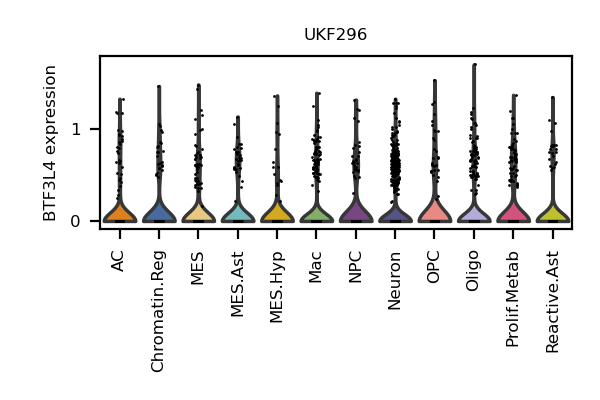 UKF296
BTF3L4 expression
1
0
AC
Chromatin.Reg
MES
MES.Ast
MES.Hyp
Mac
NPC
Neuron
OPC
Oligo
Prolif.Metab
Reactive.Ast